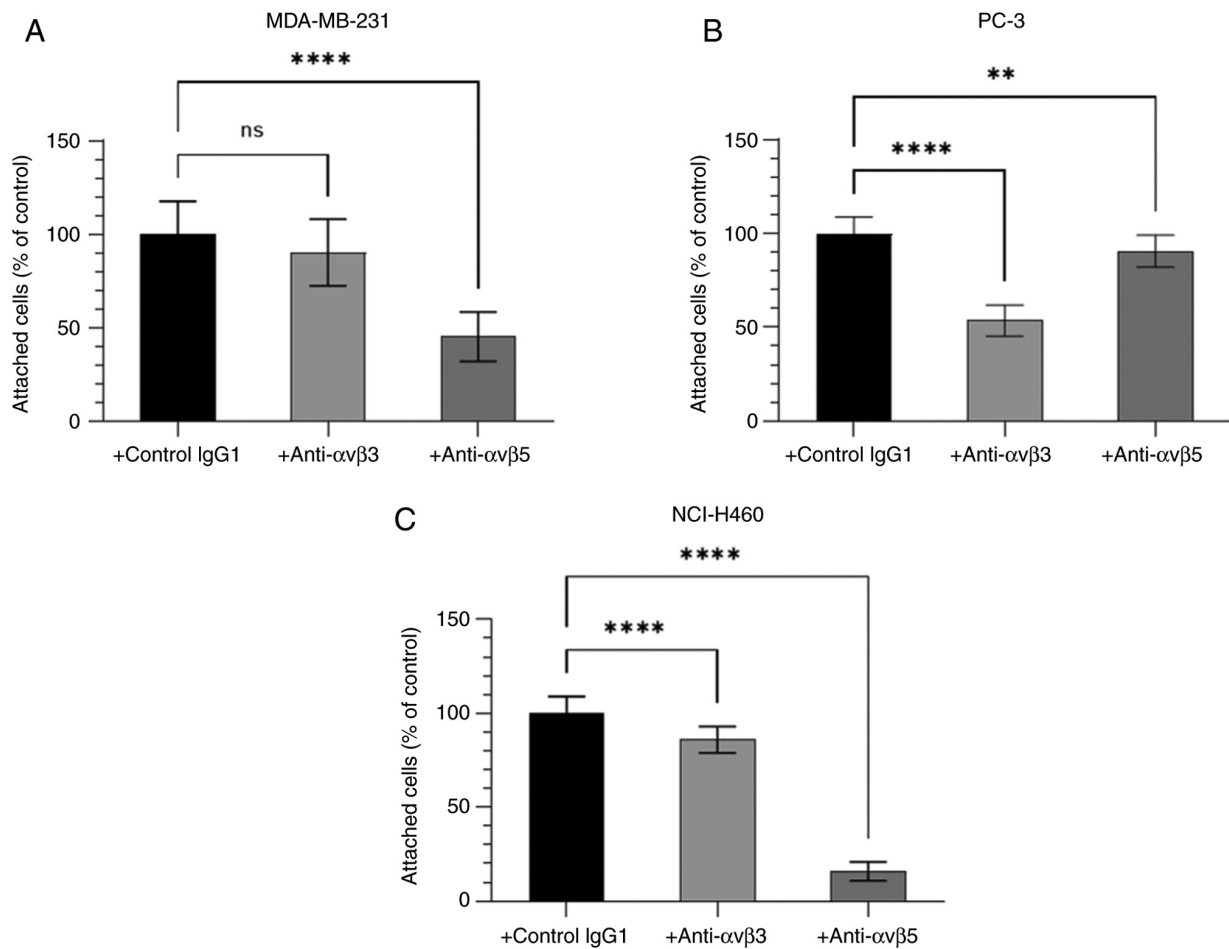 A
MDA-MB-231
****
ns
Attached cells (% of control)
150
100
50
0
+Control IgG1 +Anti-αvβ3 +Anti-αvβ5
B
PC-3
**
****
Attached cells (% of control)
150
100
50
0
+Control IgG1 +Anti-αvβ3 +Anti-αvβ5
C
NCI-H460
****
****
Attached cells (% of control)
150
100
50
0
+Control IgG1 +Anti-αvβ3 +Anti-αvβ5